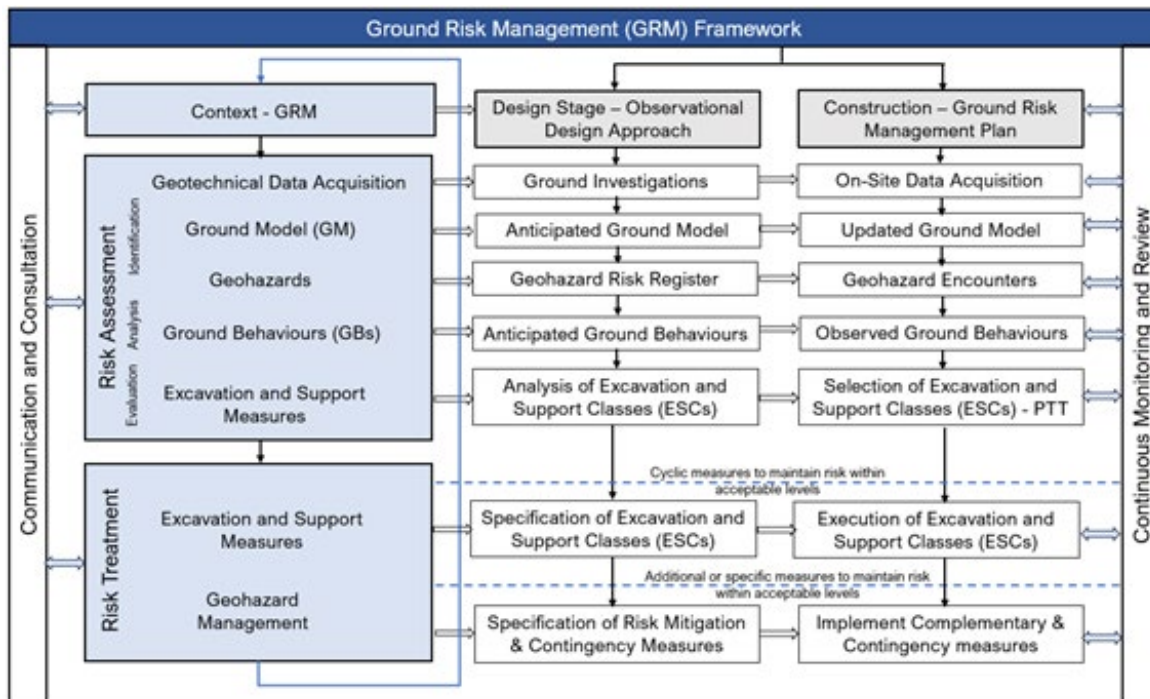 Ground Risk Management (GRM) Framework
Communication and Consultation
Context - GRM
Design Stage – Observational
Design Approach
Construction – Ground Risk
Management Plan
Continuous Monitoring and Review
Risk Assessment
Identification
Analysis
Evaluation
Geotechnical Data Acquisition
Ground Investigations
On-Site Data Acquisition
Ground Model (GM)
Anticipated Ground Model
Updated Ground Model
Geohazards
Geohazard Risk Register
Geohazard Encounters
Ground Behaviours (GBs)
Anticipated Ground Behaviours
Observed Ground Behaviours
Excavation and Support
Measures
Analysis of Excavation and
Support Classes (ESCs)
Selection of Excavation and
Support Classes (ESCs) - PTT
Cyclic measures to maintain risk within
acceptable levels
Risk Treatment
Excavation and Support
Measures
Specification of Excavation and
Support Classes (ESCs)
Execution of Excavation and
Support Classes (ESCs)
Additional or specific measures to maintain risk
within acceptable levels
Geohazard
Management
Specification of Risk Mitigation
& Contingency Measures
Implement Complementary &
Contingency measures